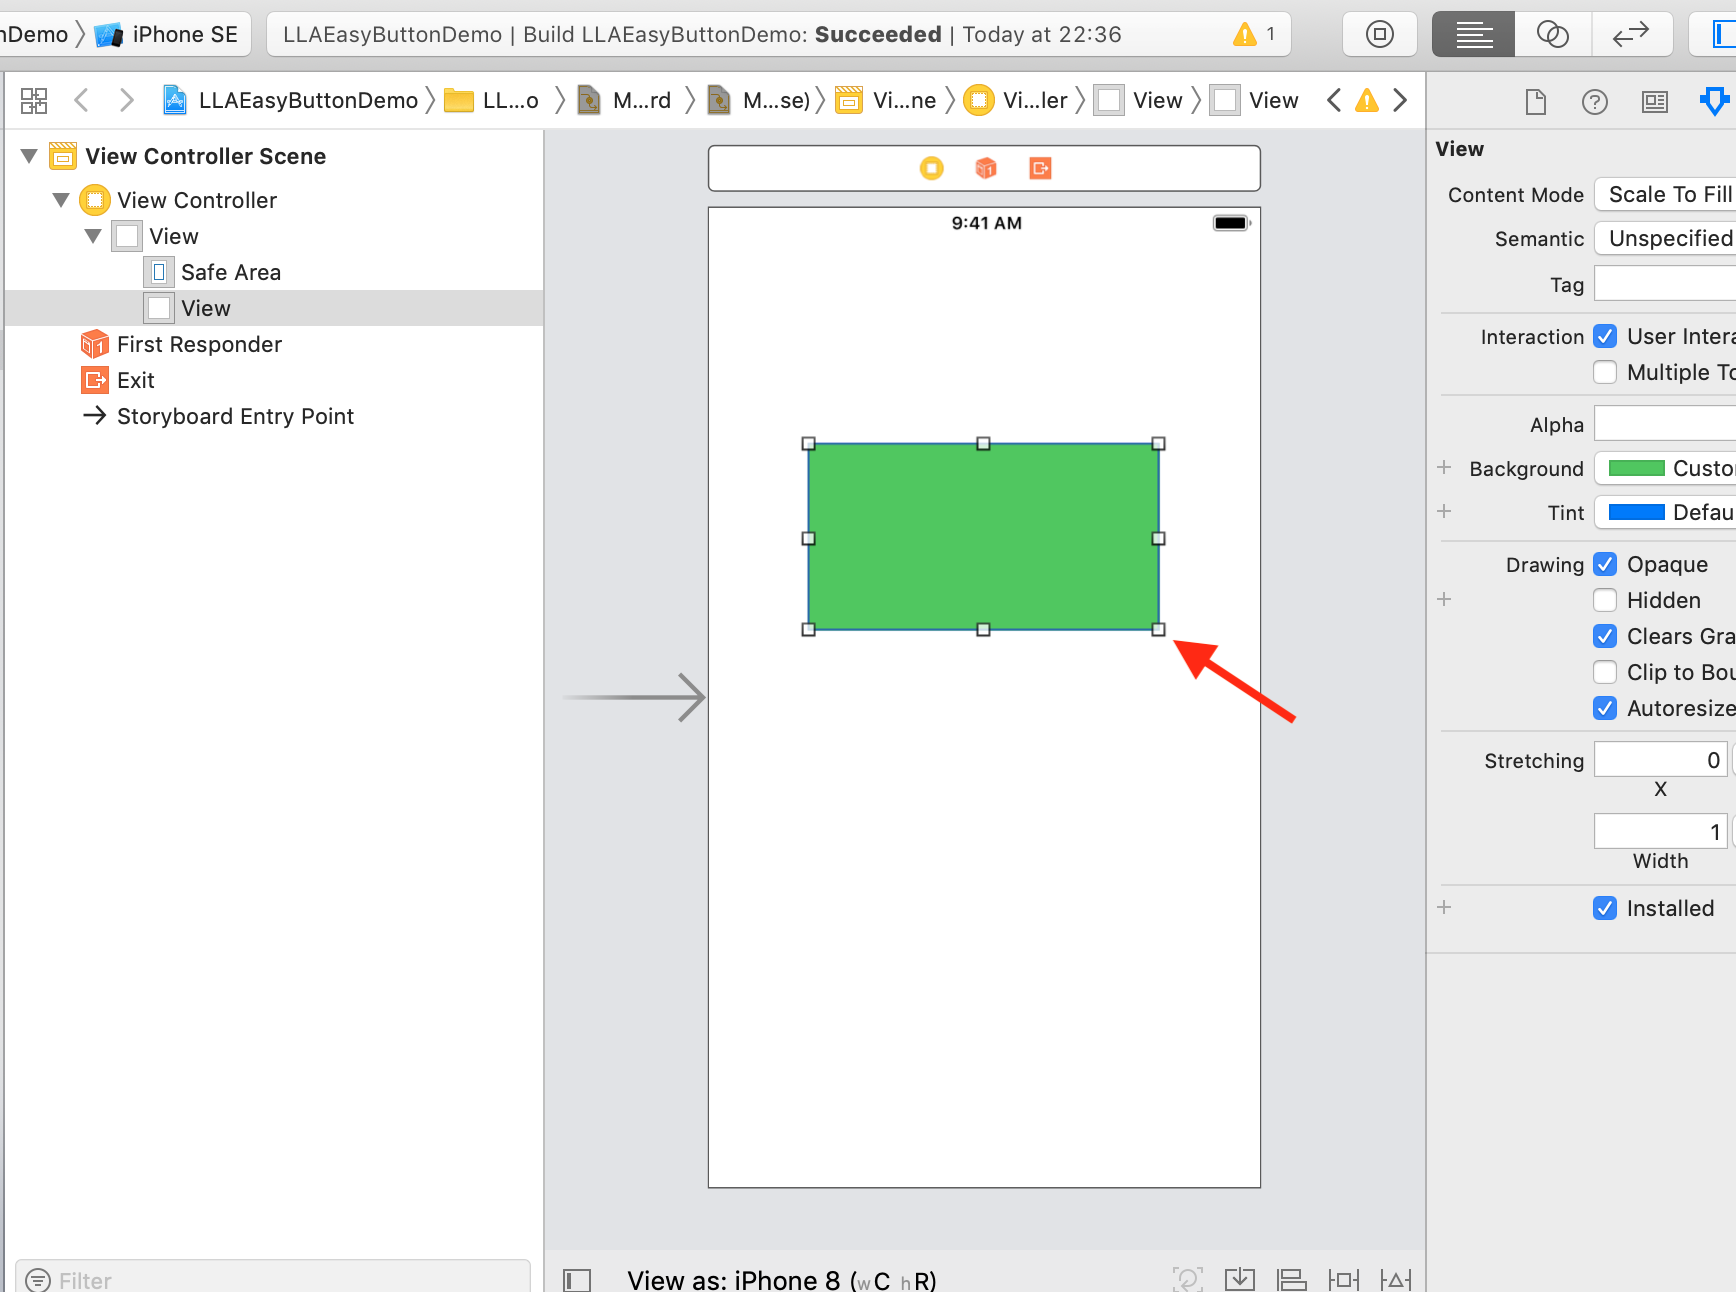 nDemo iPhone SE
LLAEasyButtonDemo | Build LLAEasyButtonDemo: Succeeded | Today at 22:36
1
LLAEasyButtonDemo LL...o M...rd M...se) Vi...ne Vi...ler View View
View Controller Scene
View Controller
View
Safe Area
View
First Responder
Exit
Storyboard Entry Point
Filter
9:41 AM
View as: iPhone 8 (wC hR)
View
Content Mode Scale To Fill
Semantic Unspecified
Tag
Interaction User Intera
Multiple To
Alpha
Background Custo
Tint Defau
Drawing Opaque
Hidden
Clears Gra
Clip to Bou
Autoresize
Stretching 0
X
1
Width
Installed